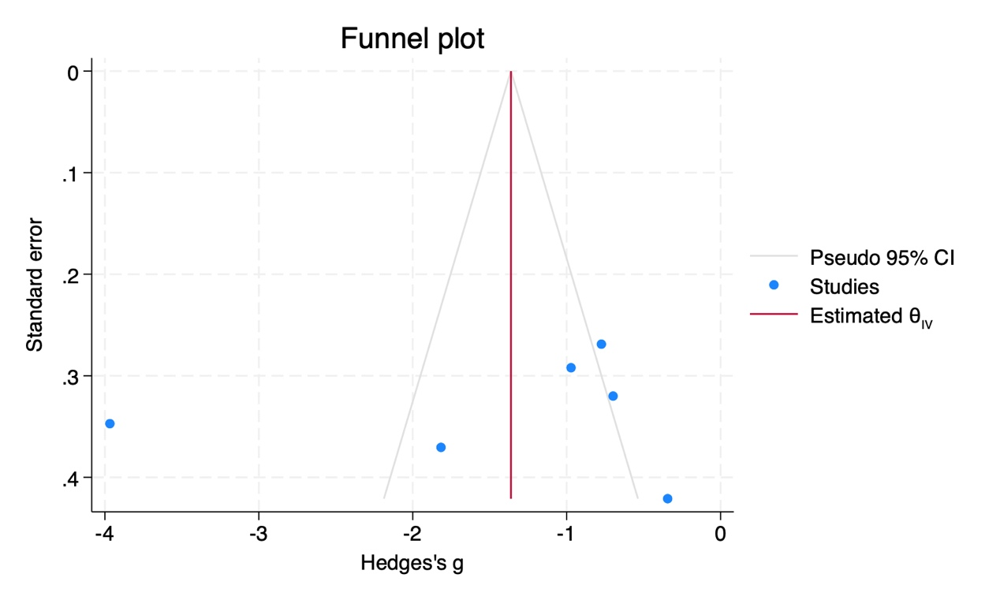 Funnel plot
0
.1
.2
.3
.4
Standard error
-4 -3 -2 -1 0
Hedges's g
Pseudo 95% CI
Studies
Estimated θIV